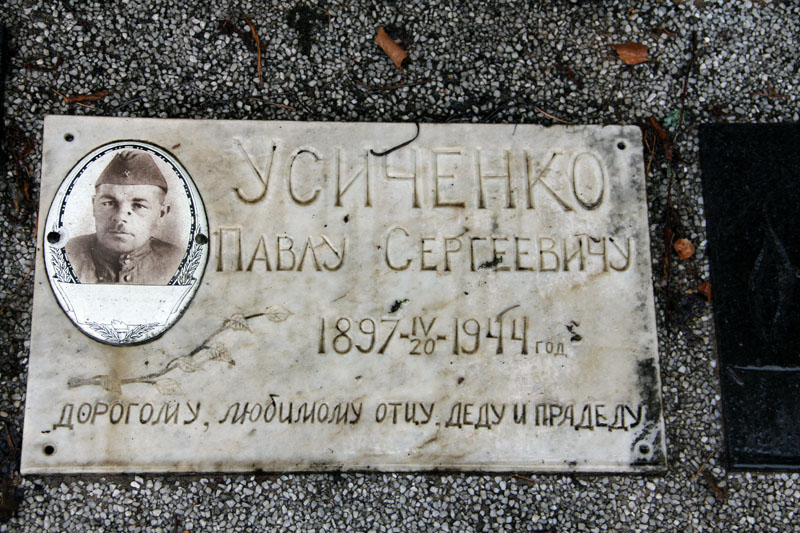 УСИЧЕНКО
ПАВЛУ СЕРГЕЕВИЧУ
1897-IV/20-1944 год
ДОРОГОМУ, ЛЮБИМОМУ ОТЦУ, ДЕДУ И ПРАДЕДУ